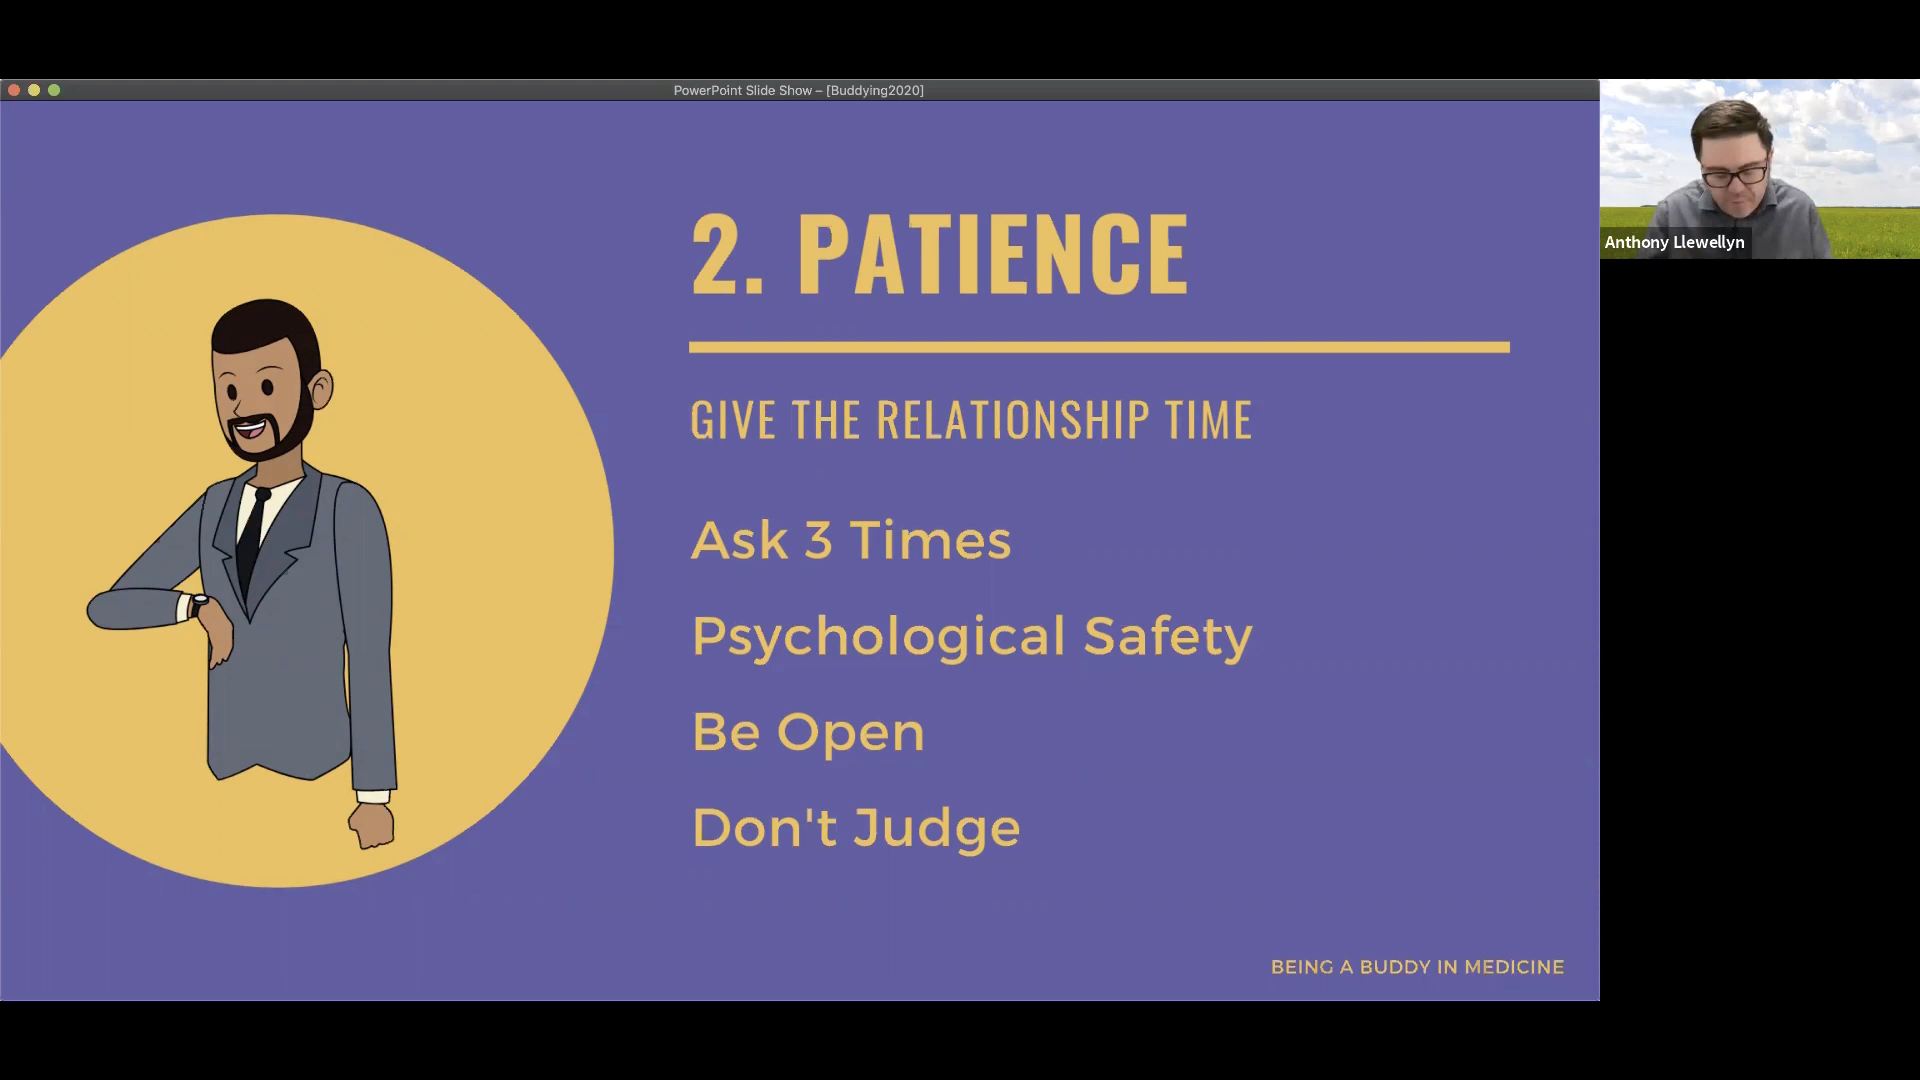 PowerPoint Slide Show – [Buddying2020]
2. PATIENCE
GIVE THE RELATIONSHIP TIME
Ask 3 Times
Psychological Safety
Be Open
Don't Judge
BEING A BUDDY IN MEDICINE
Anthony Llewellyn